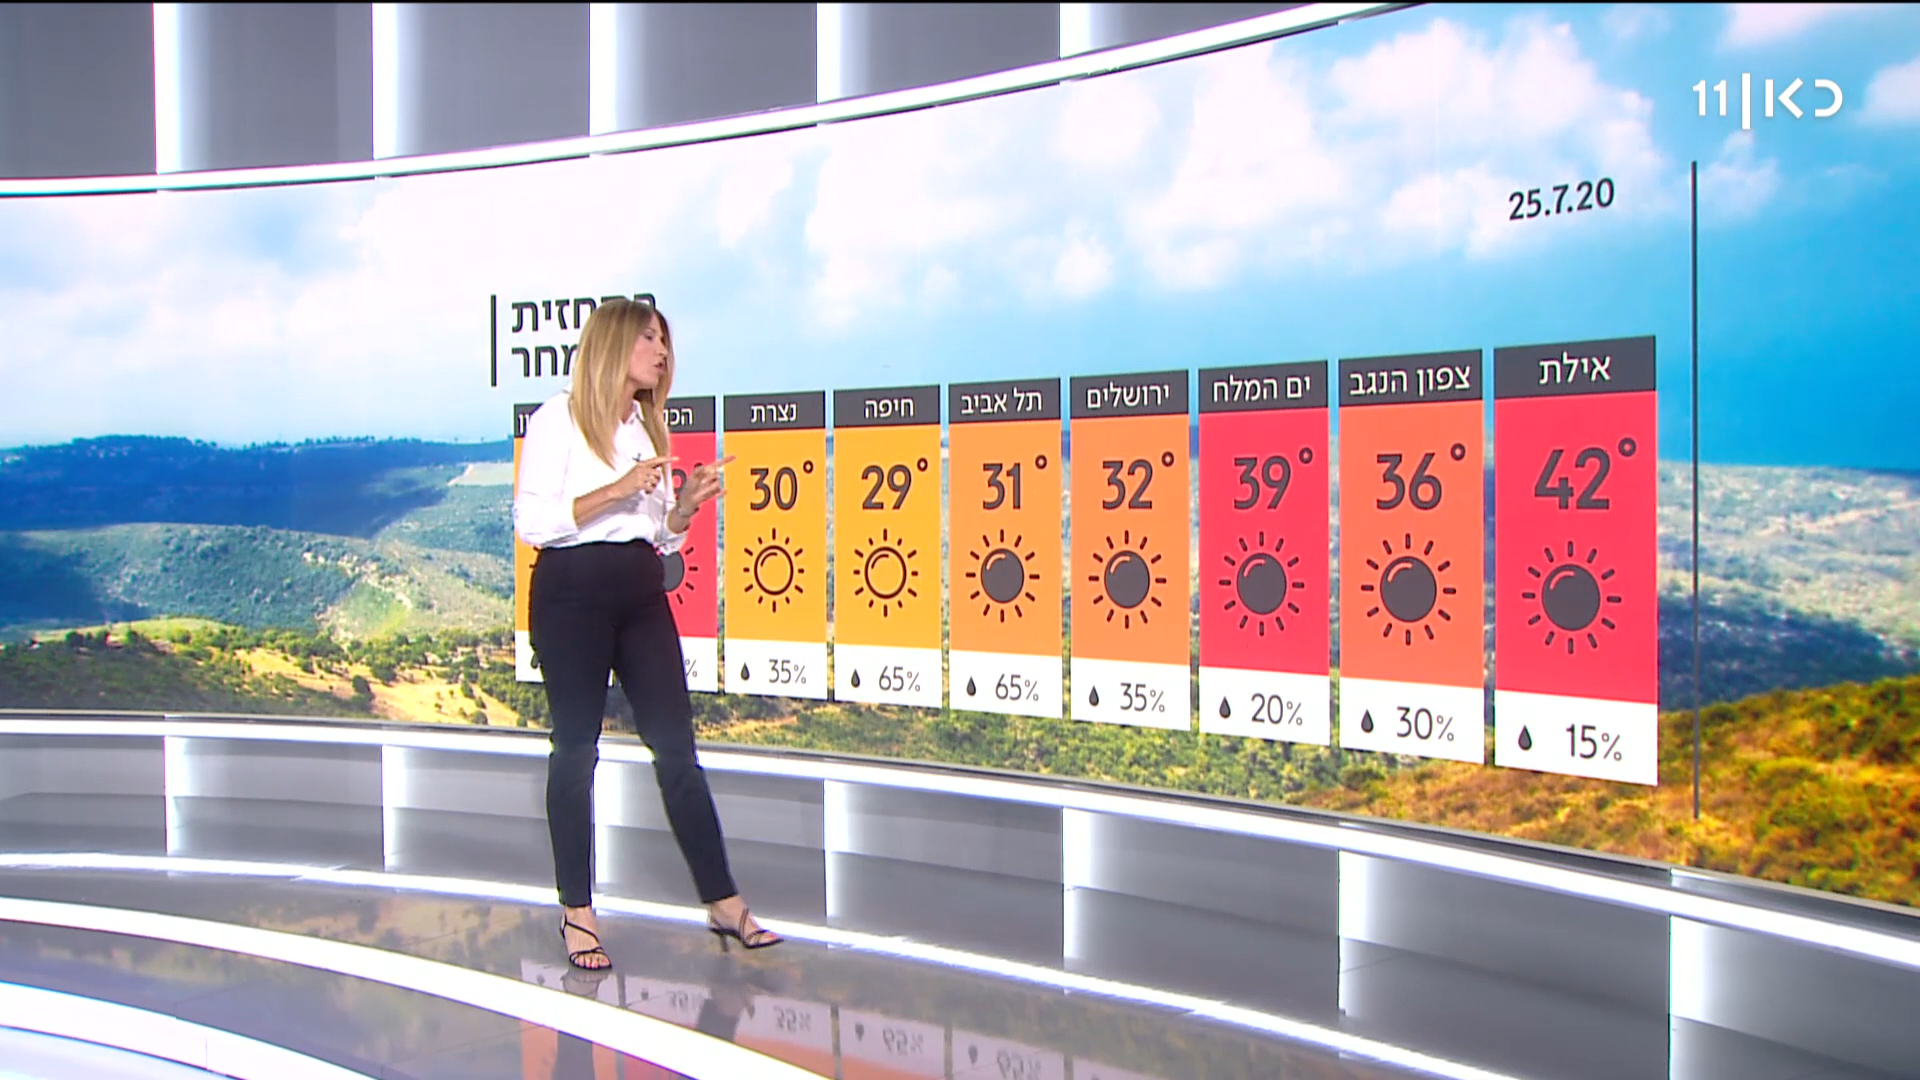 כאן 11
25.7.20
מחר
אילת
42°
15%
צפון הנגב
36°
30%
ים המלח
39°
20%
ירושלים
32°
35%
תל אביב
31°
65%
חיפה
29°
65%
נצרת
30°
35%